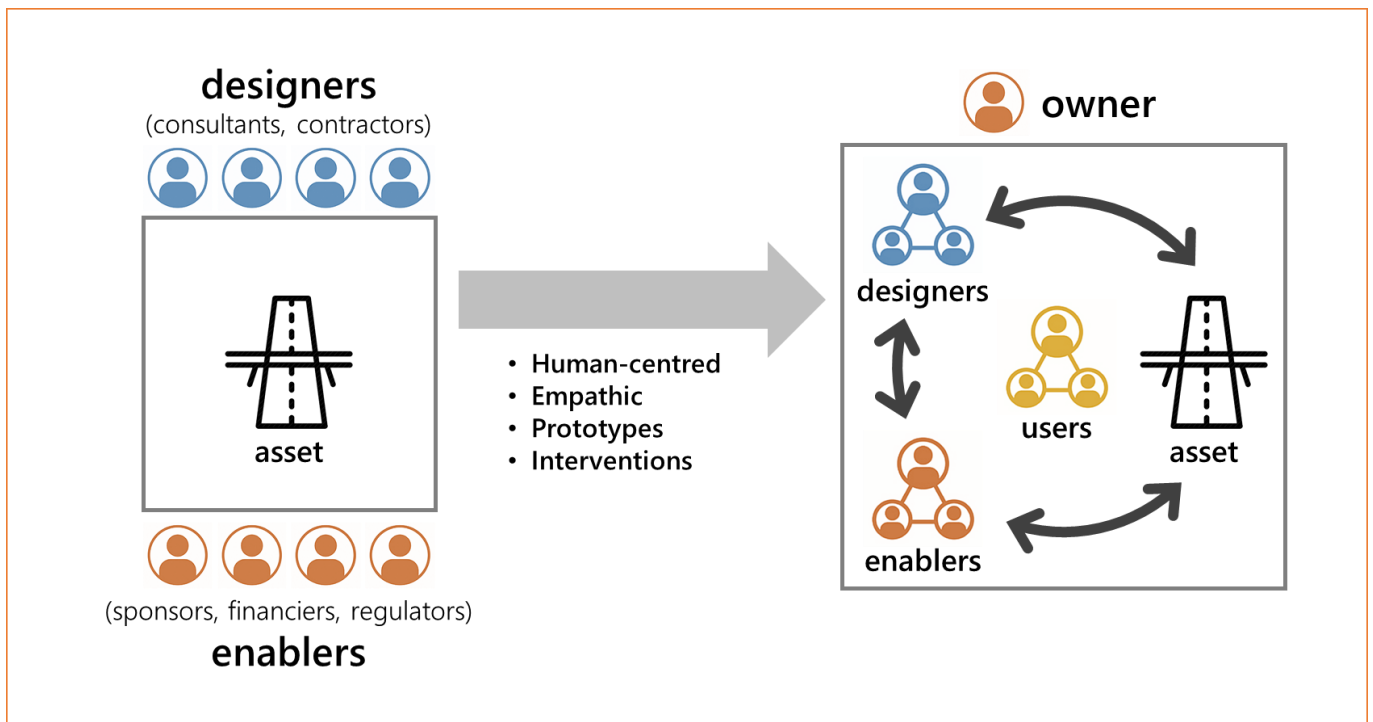 designers
(consultants, contractors)
asset
(sponsors, financiers, regulators)
enablers
• Human-centred
• Empathic
• Prototypes
• Interventions
owner
designers
users
asset
enablers